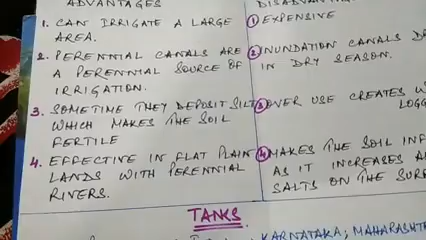 ADVANTAGES
1. CAN IRRIGATE A LARGE
AREA.
2. PERENNIAL CANALS ARE
A PERENNIAL SOURCE OF
IRRIGATION.
3. SOMETIME THEY DEPOSIT SILT
WHICH MAKES THE SOIL
FERTILE
4. EFFECTIVE IN FLAT PLAIN
LANDS WITH PERENNIAL
RIVERS.
1 EXPENSIVE
2 INUNDATION CANALS
IN DRY SEASON.
3 OVER USE CREATES
4 MAKES THE SOIL
AS IT INCREASES
SALTS ON THE
TANKS
KARNATAKA,